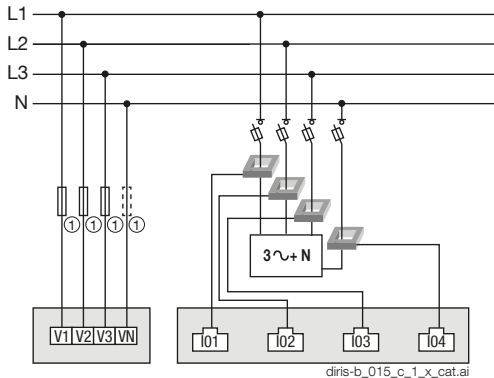 L1
L2
L3
N
① ① ① ①
3∿+ N
V1 V2 V3 VN
I01 I02 I03 I04
diris-b_015_c_1_x_cat.ai